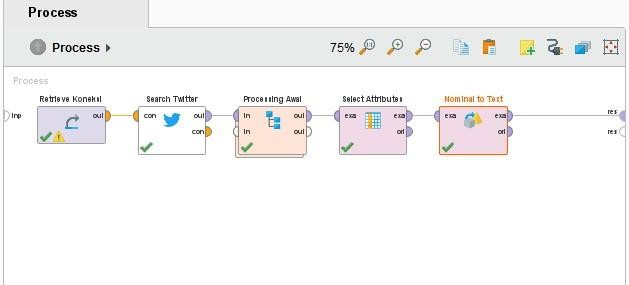 Process
Process
75%
Process
Retrieve Koneksi
Search Twitter
Processing Awal
Select Attributes
Nominal to Text
inp
out
con
out
con
in
out
in
out
exa
exa
ori
exa
exa
ori
res
res